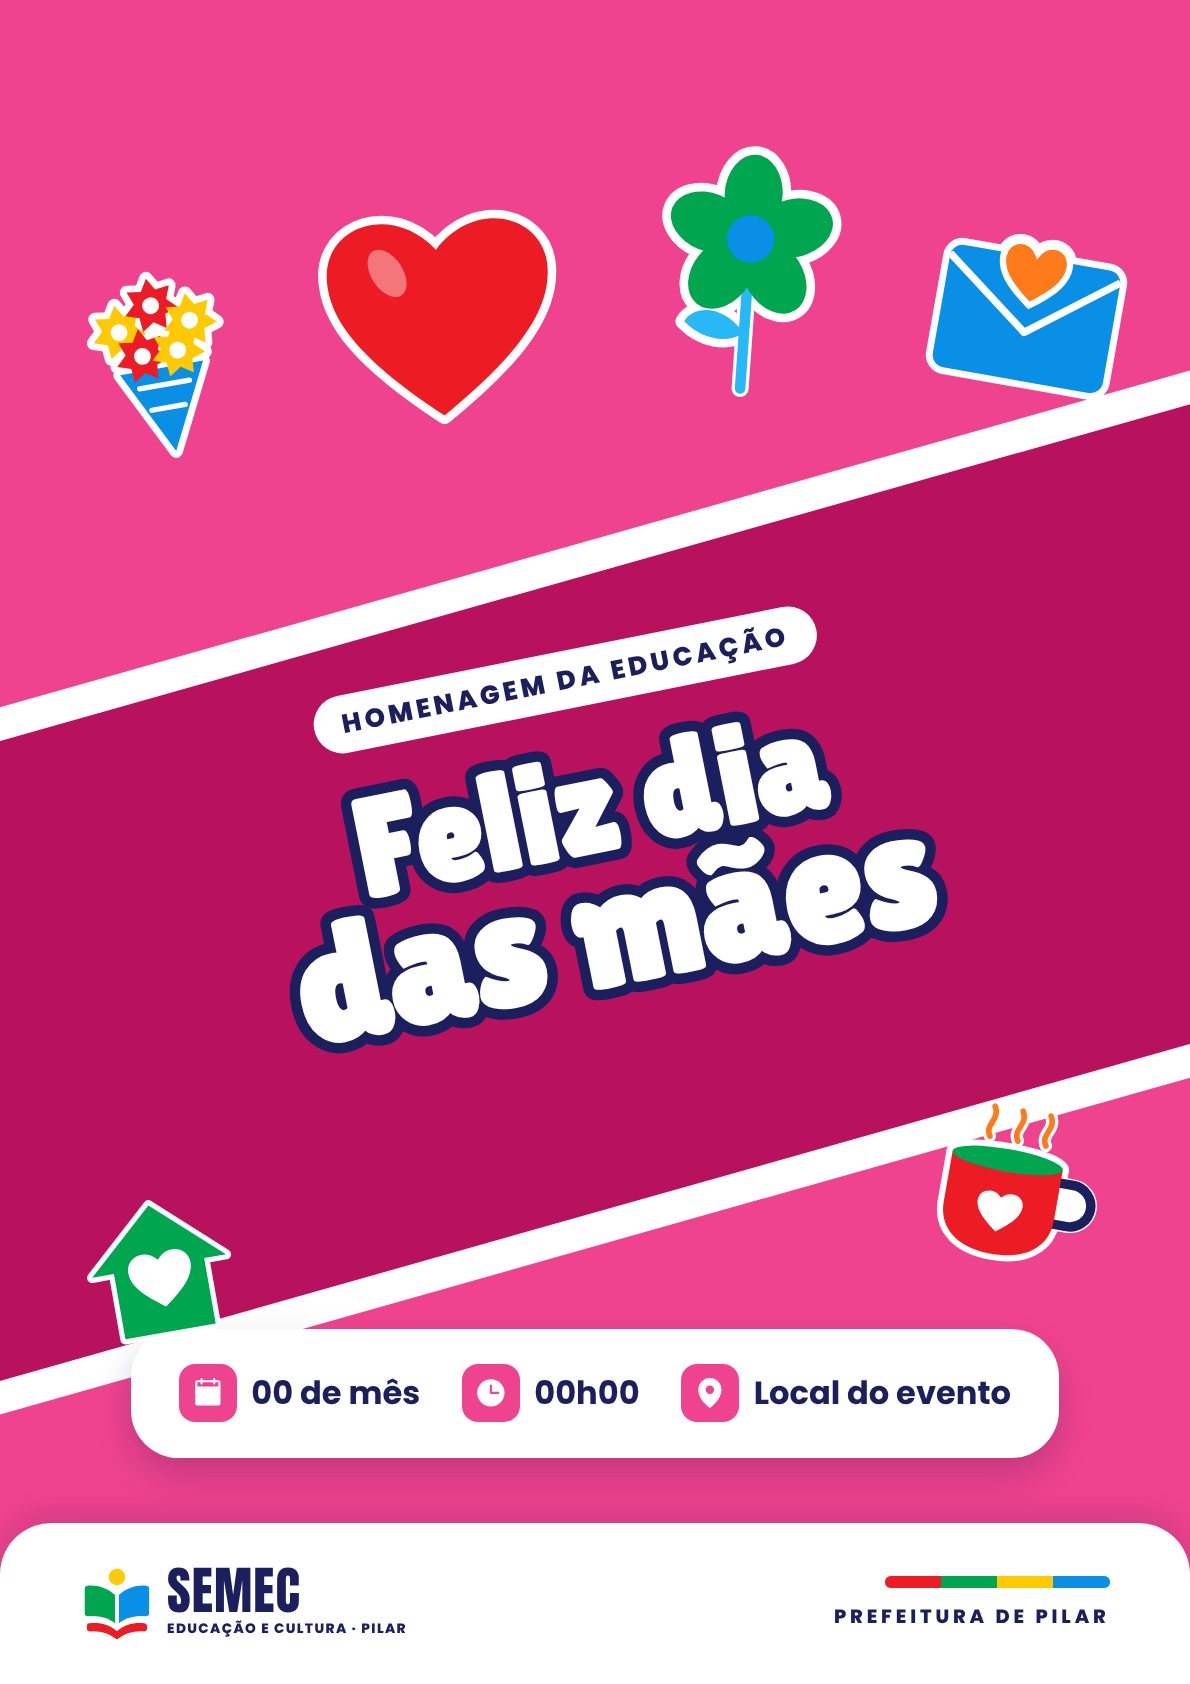 HOMENAGEM DA EDUCAÇÃO
Feliz dia
das mães
00 de mês
00h00
Local do evento
SEMEC
EDUCAÇÃO E CULTURA · PILAR
PREFEITURA DE PILAR